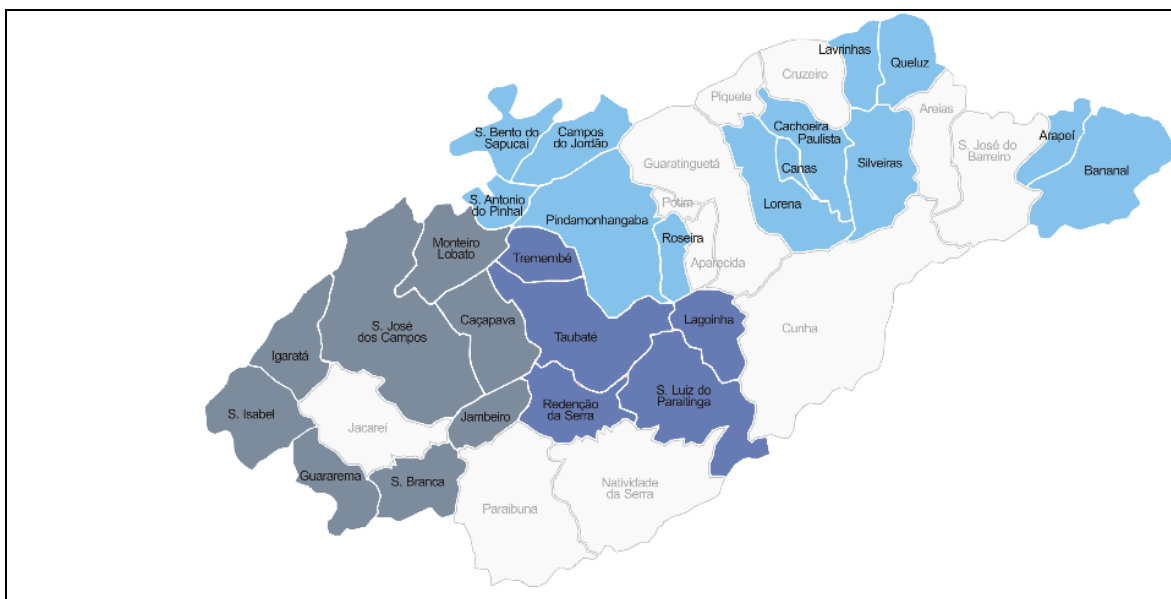 Lavrinhas
Queluz
Cruzeiro
Piquete
Areias
S. Bento do
Sapucaí
Campos
do Jordão
Cachoeira
Paulista
Arapeí
S. José do
Barreiro
Guaratinguetá
Canas
Silveiras
Bananal
S. Antonio
do Pinhal
Potim
Lorena
Pindamonhangaba
Roseira
Monteiro
Lobato
Tremembé
Aparecida
Caçapava
Lagoinha
S. José
dos Campos
Taubaté
Cunha
Igaratá
S. Luiz do
Paraitinga
Redenção
da Serra
S. Isabel
Jambeiro
Jacareí
Guararema
S. Branca
Natividade
da Serra
Paraibuna